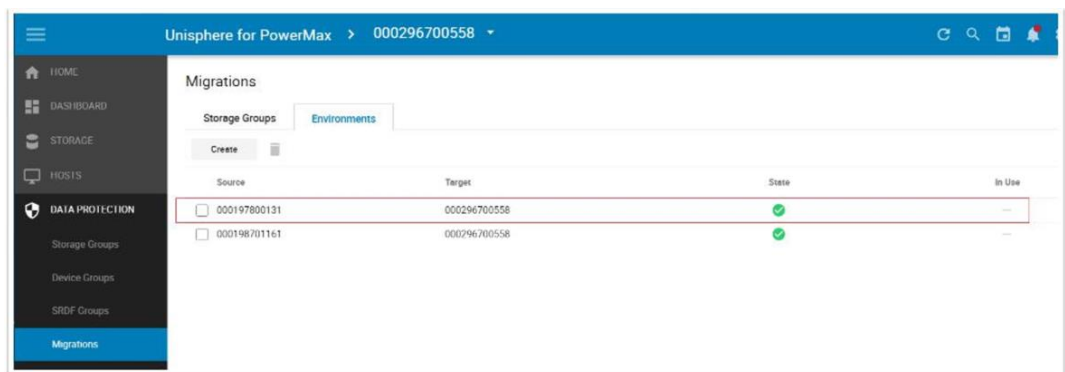 Unisphere for PowerMax > 000296700558
HOME
DASHBOARD
STORAGE
HOSTS
DATA PROTECTION
Storage Groups
Device Groups
SRDF Groups
Migrations
Migrations
Storage Groups Environments
Create
Source Target State In Use
000197800131 000296700558
000198701161 000296700558